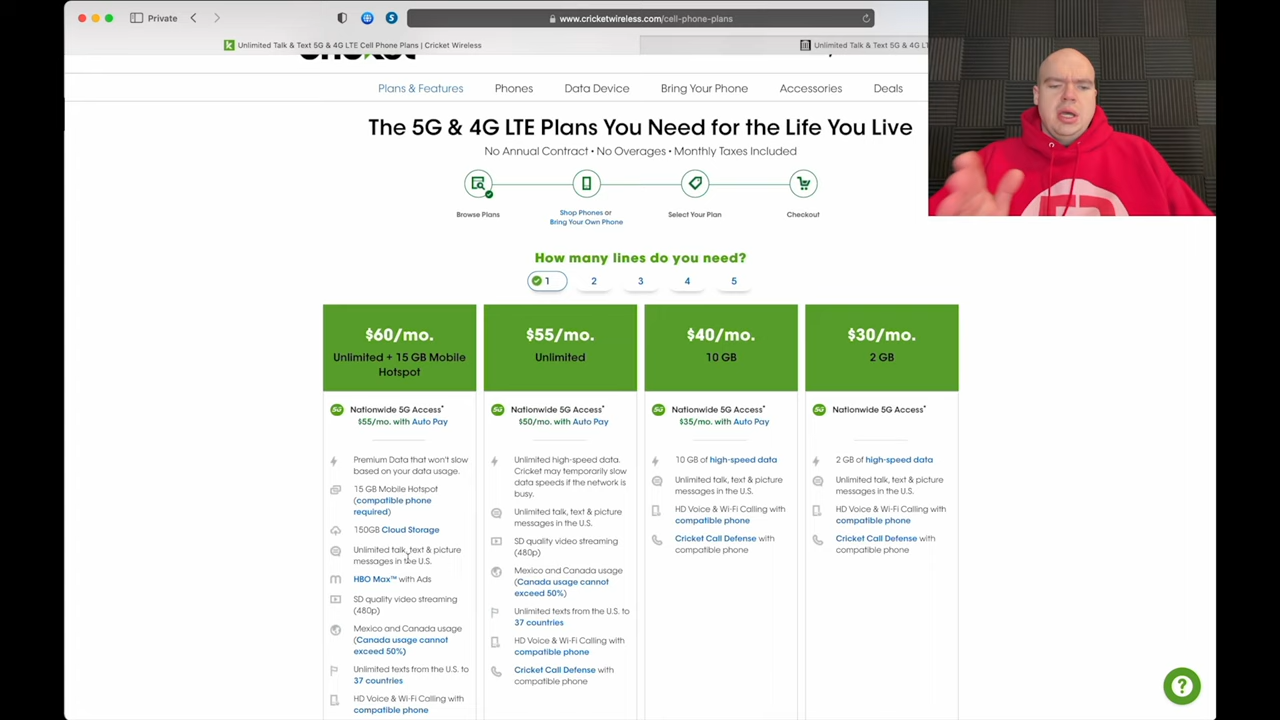 Private
www.cricketwireless.com/cell-phone-plans
Unlimited Talk & Text 5G & 4G LTE Cell Phone Plans | Cricket Wireless
Unlimited Talk & Text 5G & 4G LT
cricket
Plans & Features
Phones
Data Device
Bring Your Phone
Accessories
Deals
The 5G & 4G LTE Plans You Need for the Life You Live
No Annual Contract • No Overages • Monthly Taxes Included
Browse Plans
Shop Phones or
Bring Your Own Phone
Select Your Plan
Checkout
How many lines do you need?
1
2
3
4
5
$60/mo.
Unlimited + 15 GB Mobile
Hotspot
5G Nationwide 5G Access*
$55/mo. with Auto Pay
Premium Data that won't slow
based on your data usage.
15 GB Mobile Hotspot
(compatible phone
required)
150GB Cloud Storage
Unlimited talk, text & picture
messages in the U.S.
HBO Max™ with Ads
SD quality video streaming
(480p)
Mexico and Canada usage
(Canada usage cannot
exceed 50%)
Unlimited texts from the U.S. to
37 countries
HD Voice & Wi-Fi Calling with
compatible phone
$55/mo.
Unlimited
5G Nationwide 5G Access*
$50/mo. with Auto Pay
Unlimited high-speed data.
Cricket may temporarily slow
data speeds if the network is
busy.
Unlimited talk, text & picture
messages in the U.S.
SD quality video streaming
(480p)
Mexico and Canada usage
(Canada usage cannot
exceed 50%)
Unlimited texts from the U.S. to
37 countries
HD Voice & Wi-Fi Calling with
compatible phone
Cricket Call Defense with
compatible phone
$40/mo.
10 GB
5G Nationwide 5G Access*
$35/mo. with Auto Pay
10 GB of high-speed data
Unlimited talk, text & picture
messages in the U.S.
HD Voice & Wi-Fi Calling with
compatible phone
Cricket Call Defense with
compatible phone
$30/mo.
2 GB
5G Nationwide 5G Access*
2 GB of high-speed data
Unlimited talk, text & picture
messages in the U.S.
HD Voice & Wi-Fi Calling with
compatible phone
Cricket Call Defense with
compatible phone
?